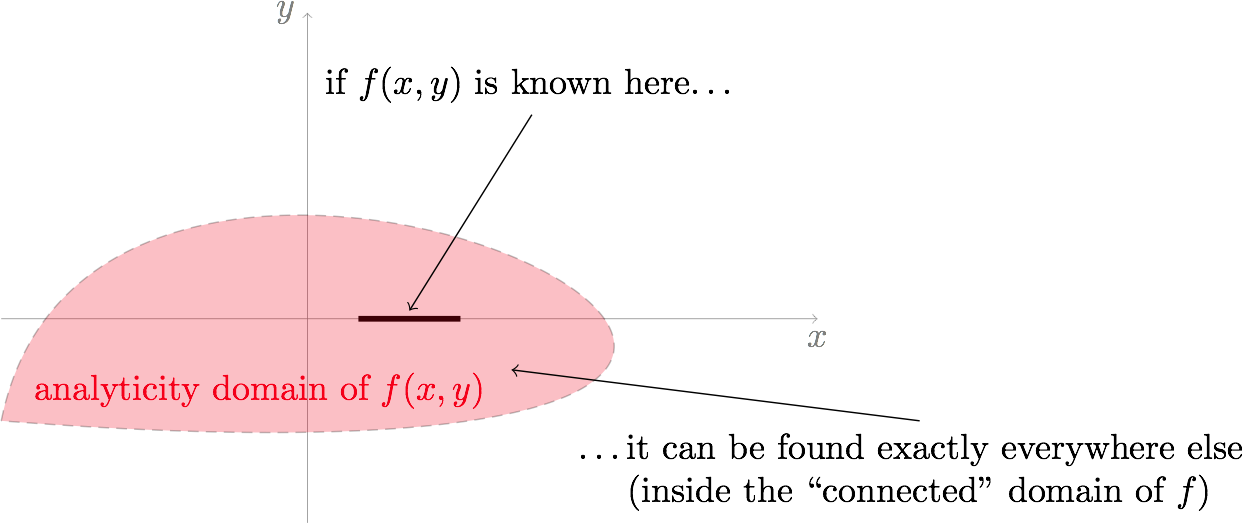 y
if f(x, y) is known here...
x
analyticity domain of f(x, y)
...it can be found exactly everywhere else
(inside the “connected” domain of f)